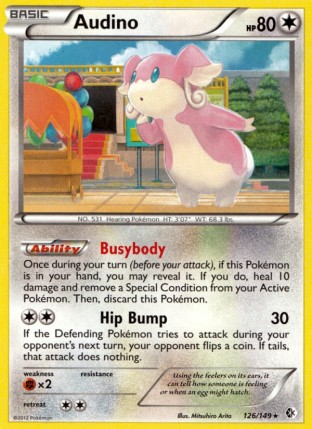 BASIC
Audino HP80
NO. 531 Hearing Pokémon HT: 3'07" WT: 68.3 lbs.
Ability Busybody
Once during your turn (before your attack), if this Pokémon
is in your hand, you may reveal it. If you do, heal 10
damage and remove a Special Condition from your Active
Pokémon. Then, discard this Pokémon.
Hip Bump 30
If the Defending Pokémon tries to attack during your
opponent's next turn, your opponent flips a coin. If tails,
that attack does nothing.
weakness resistance
×2
retreat
Using the feelers on its ears, it can
tell how someone is feeling
or when an egg might hatch.
©2012 Pokémon
Illus. Mitsuhiro Arita 126/149★